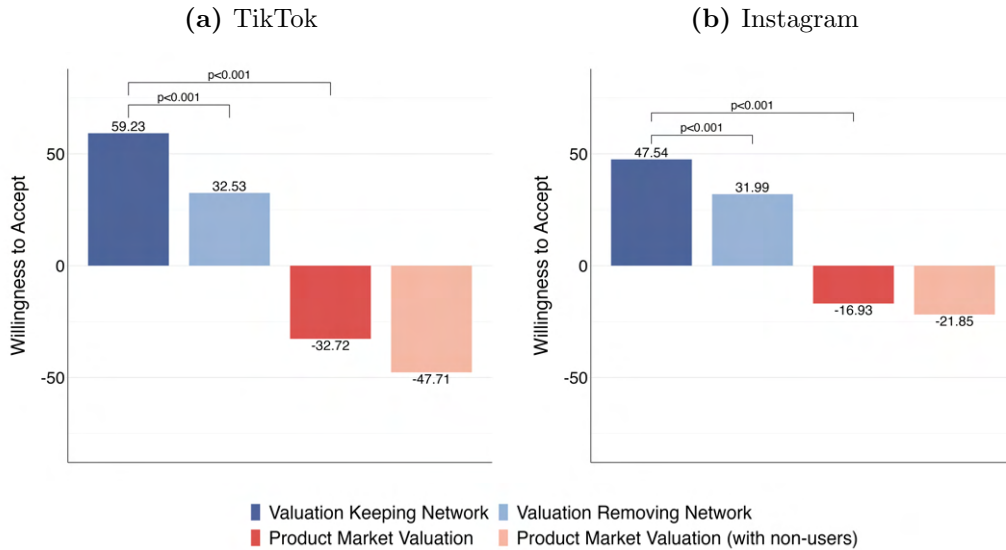 (a) TikTok
Willingness to Accept
50
0
-50
p<0.001
p<0.001
59.23
32.53
-32.72
-47.71
(b) Instagram
Willingness to Accept
50
0
-50
p<0.001
p<0.001
47.54
31.99
-16.93
-21.85
Valuation Keeping Network
Valuation Removing Network
Product Market Valuation
Product Market Valuation (with non-users)